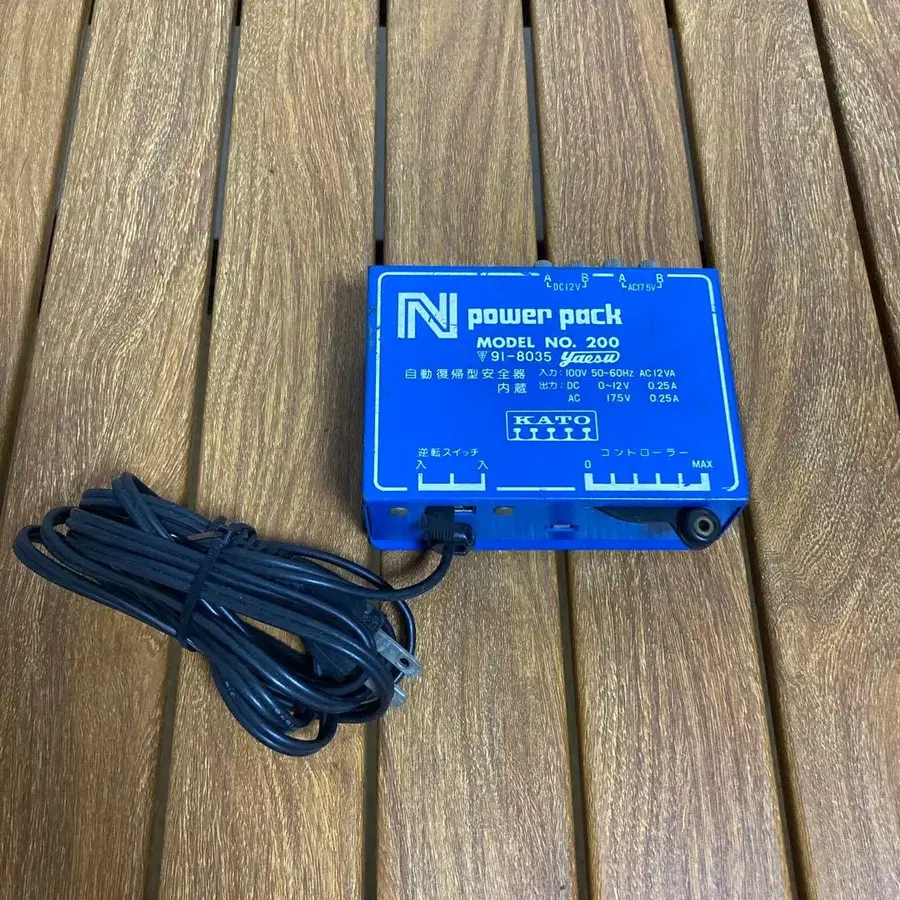 A B A B
DC12V AC17.5V
N power pack
MODEL NO. 200
▽91-8035 yaesu
自動復帰型安全器 入力:100V 50~60Hz AC12VA
内蔵 出力:DC 0~12V 0.25A
AC 17.5V 0.25A
KATO
逆転スイッチ コントローラー
入 入 0 MAX